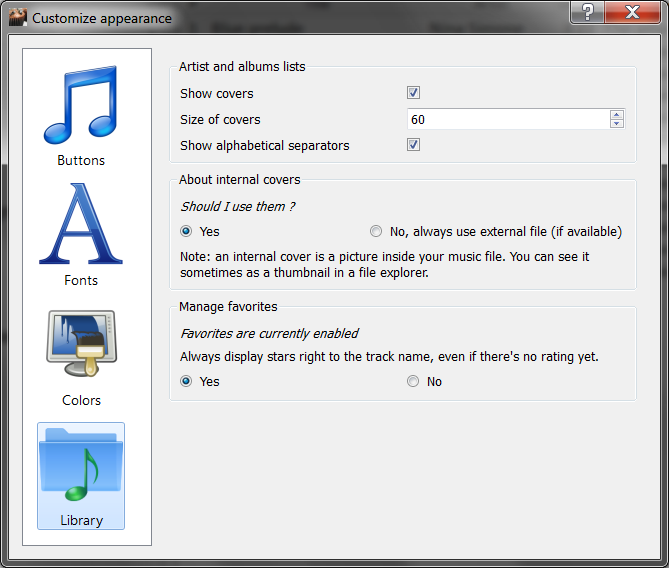 Customize appearance
?
Buttons
Fonts
A
Colors
Library
Artist and albums lists
Show covers
Size of covers 60
Show alphabetical separators
About internal covers
Should I use them ?
Yes No, always use external file (if available)
Note: an internal cover is a picture inside your music file. You can see it
sometimes as a thumbnail in a file explorer.
Manage favorites
Favorites are currently enabled
Always display stars right to the track name, even if there's no rating yet.
Yes No